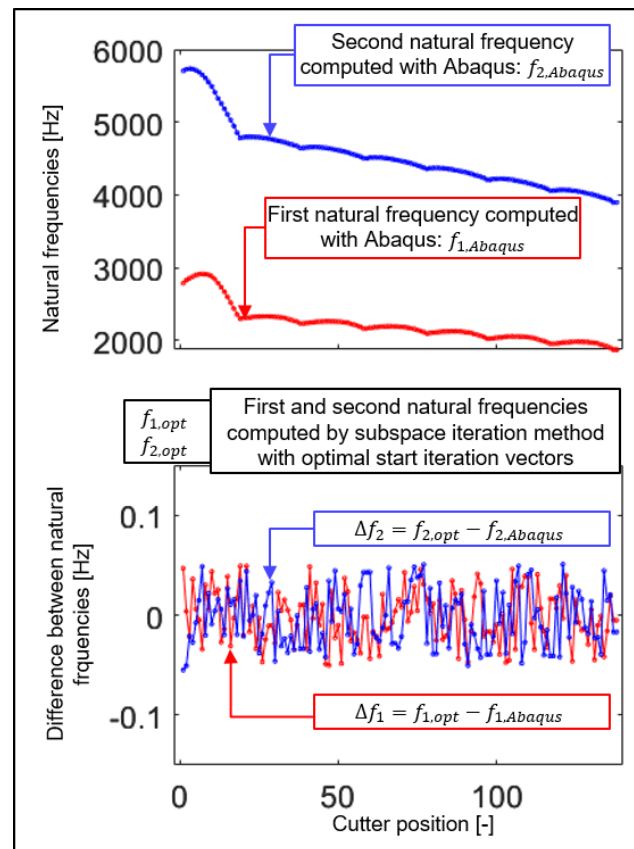 6000
5000
4000
3000
2000
Natural frequencies [Hz]
Second natural frequency
computed with Abaqus: f₂,Abaqus
First natural frequency computed
with Abaqus: f₁,Abaqus
f₁,opt
f₂,opt
First and second natural frequencies
computed by subspace iteration method
with optimal start iteration vectors
0.1
0
-0.1
Difference between natural
frquencies [Hz]
Δf₂ = f₂,opt − f₂,Abaqus
Δf₁ = f₁,opt − f₁,Abaqus
0
50
100
Cutter position [-]